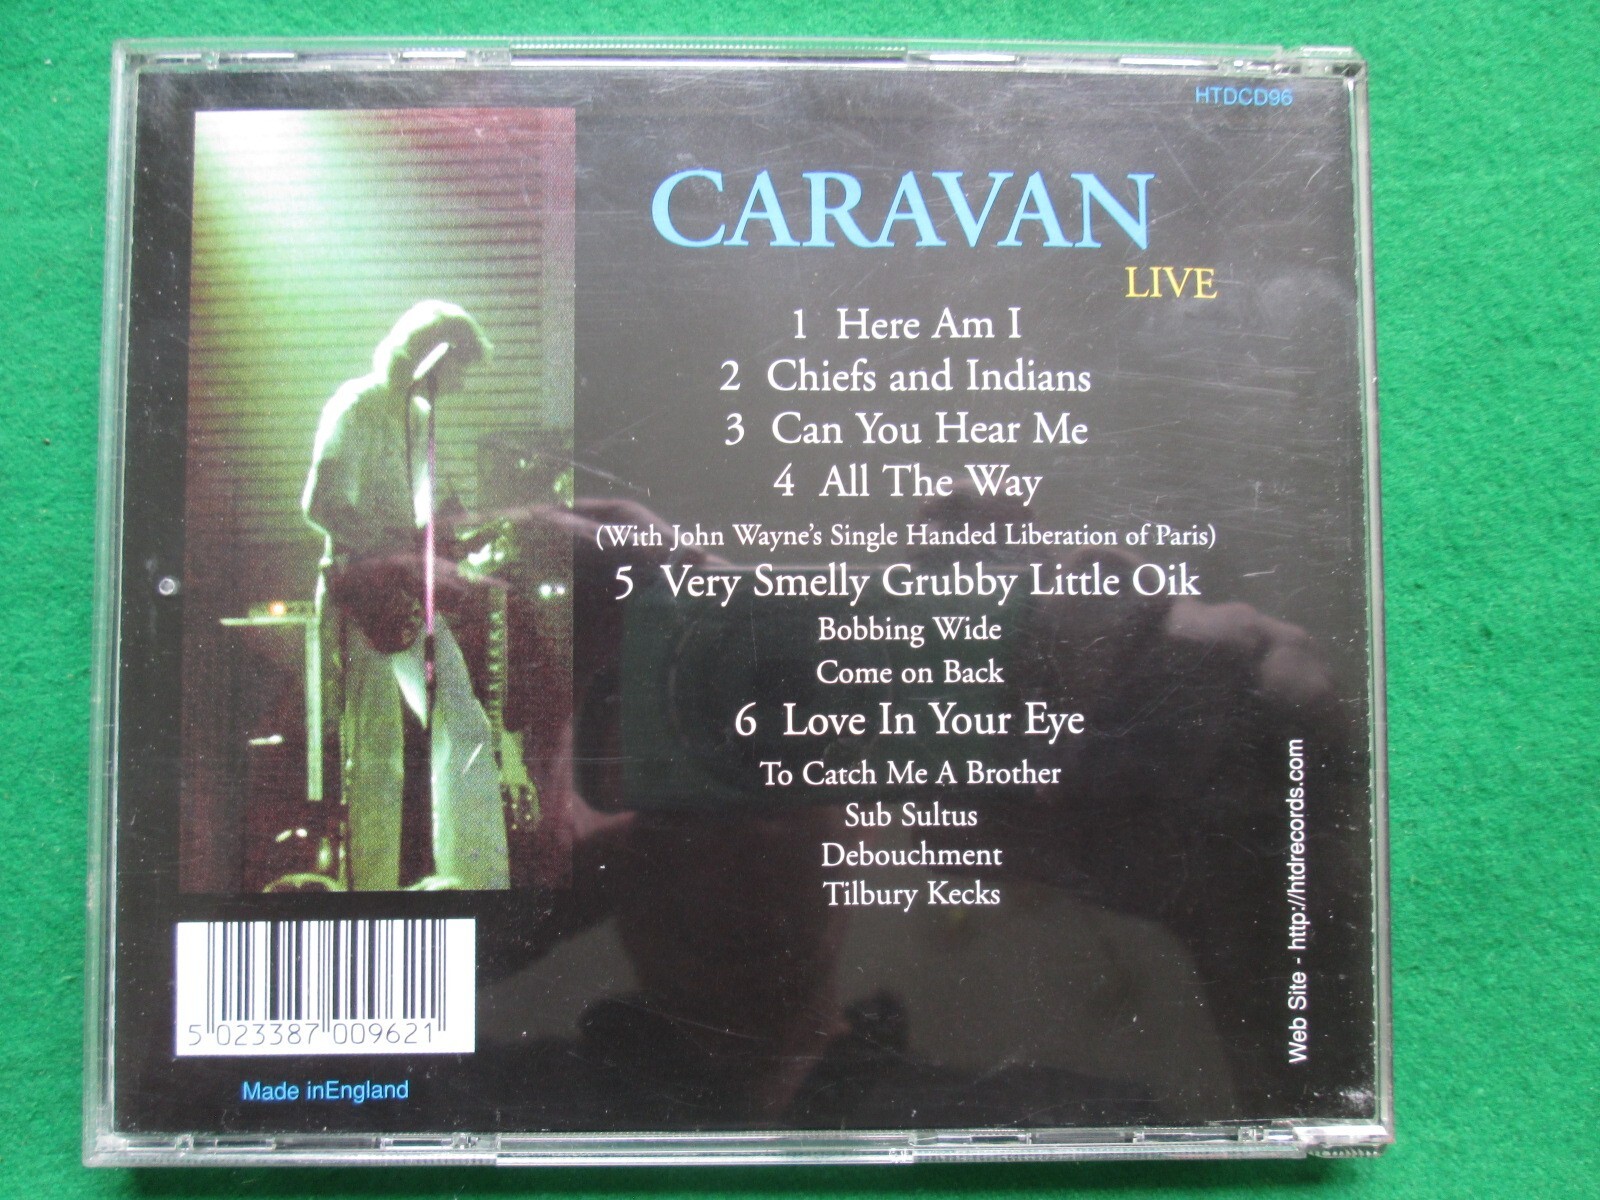 HTDCD96
CARAVAN
LIVE
1 Here Am I
2 Chiefs and Indians
3 Can You Hear Me
4 All The Way
(With John Wayne's Single Handed Liberation of Paris)
5 Very Smelly Grubby Little Oik
Bobbing Wide
Come on Back
6 Love In Your Eye
To Catch Me A Brother
Sub Sultus
Debouchment
Tilbury Kecks
Web Site - http://htdrecords.com
5 023387 009621
Made inEngland